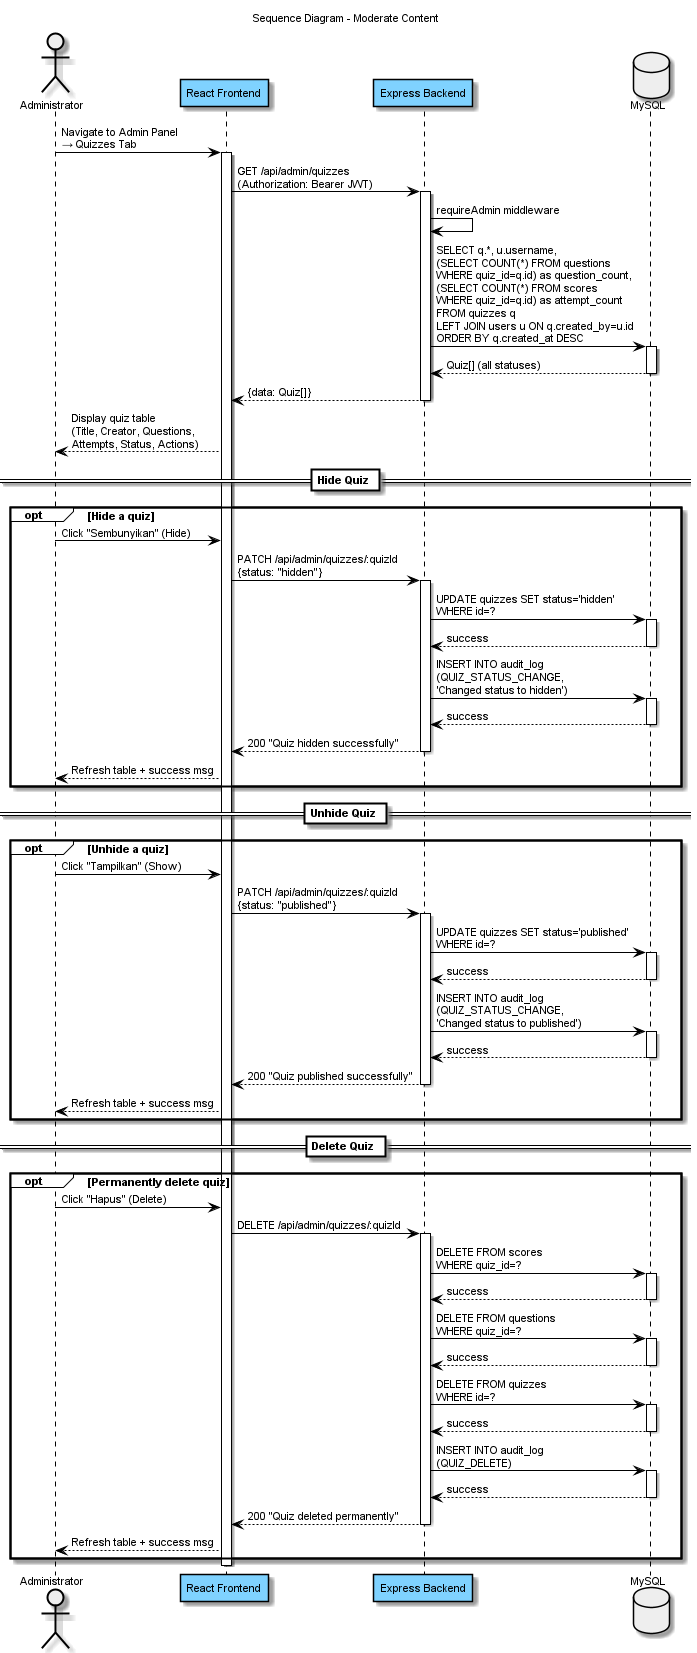 Sequence Diagram - Moderate Content
Administrator
React Frontend
Express Backend
MySQL
Navigate to Admin Panel
→ Quizzes Tab
GET /api/admin/quizzes
(Authorization: Bearer JWT)
requireAdmin middleware
SELECT q.*, u.username,
(SELECT COUNT(*) FROM questions
WHERE quiz_id=q.id) as question_count,
(SELECT COUNT(*) FROM scores
WHERE quiz_id=q.id) as attempt_count
FROM quizzes q
LEFT JOIN users u ON q.created_by=u.id
ORDER BY q.created_at DESC
Quiz[] (all statuses)
{data: Quiz[]}
Display quiz table
(Title, Creator, Questions,
Attempts, Status, Actions)
Hide Quiz
opt [Hide a quiz]
Click "Sembunyikan" (Hide)
PATCH /api/admin/quizzes/:quizId
{status: "hidden"}
UPDATE quizzes SET status='hidden'
WHERE id=?
success
INSERT INTO audit_log
(QUIZ_STATUS_CHANGE,
'Changed status to hidden')
success
200 "Quiz hidden successfully"
Refresh table + success msg
Unhide Quiz
opt [Unhide a quiz]
Click "Tampilkan" (Show)
PATCH /api/admin/quizzes/:quizId
{status: "published"}
UPDATE quizzes SET status='published'
WHERE id=?
success
INSERT INTO audit_log
(QUIZ_STATUS_CHANGE,
'Changed status to published')
success
200 "Quiz published successfully"
Refresh table + success msg
Delete Quiz
opt [Permanently delete quiz]
Click "Hapus" (Delete)
DELETE /api/admin/quizzes/:quizId
DELETE FROM scores
WHERE quiz_id=?
success
DELETE FROM questions
WHERE quiz_id=?
success
DELETE FROM quizzes
WHERE id=?
success
INSERT INTO audit_log
(QUIZ_DELETE)
success
200 "Quiz deleted permanently"
Refresh table + success msg
Administrator
React Frontend
Express Backend
MySQL